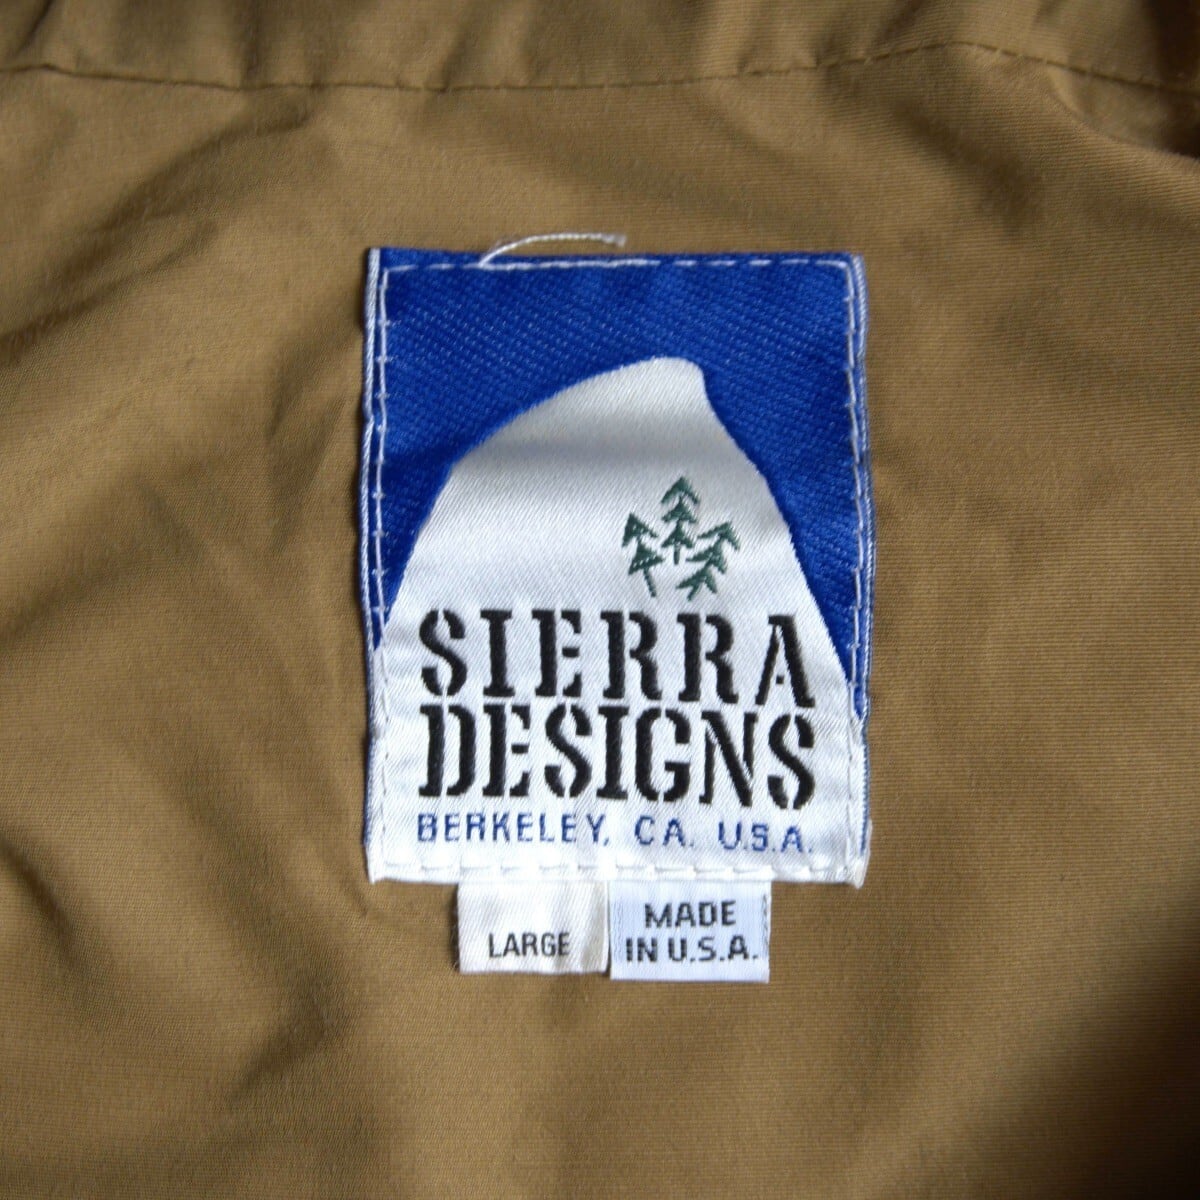 SIERRA
DESIGNS
BERKELEY, CA. U.S.A.
LARGE
MADE
IN U.S.A.